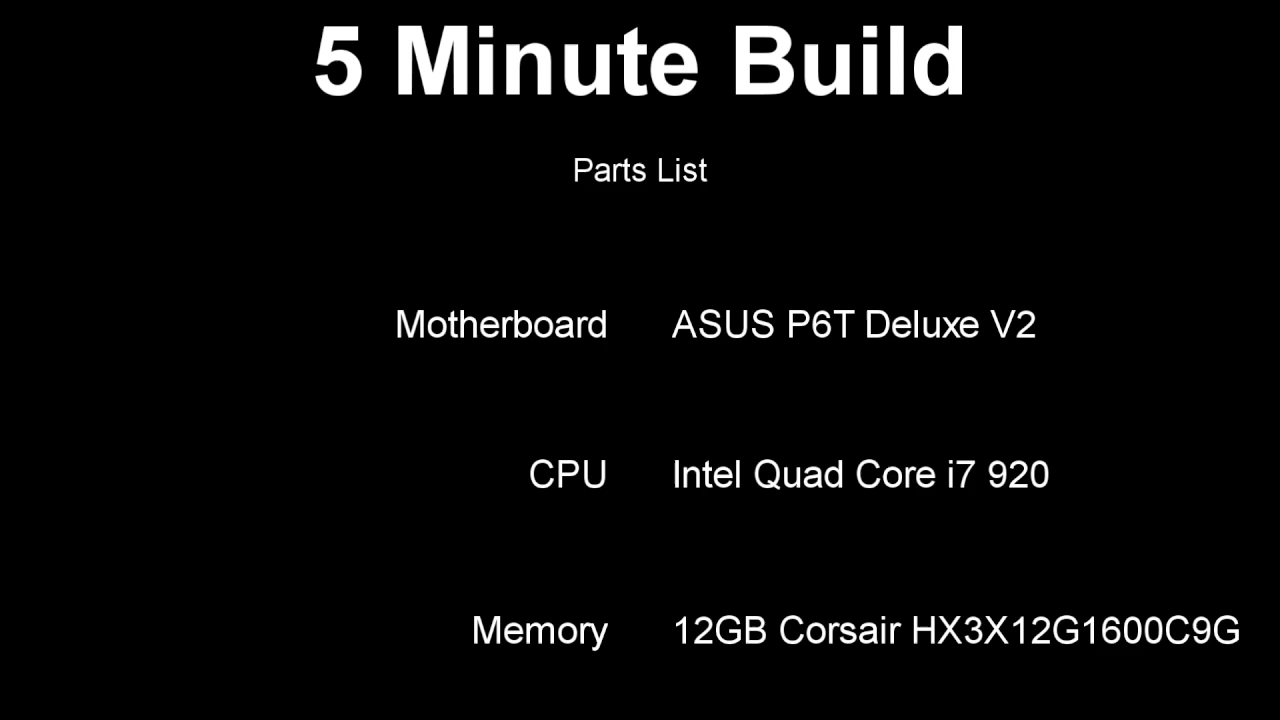 5 Minute Build
Parts List
Motherboard ASUS P6T Deluxe V2
CPU Intel Quad Core i7 920
Memory 12GB Corsair HX3X12G1600C9G